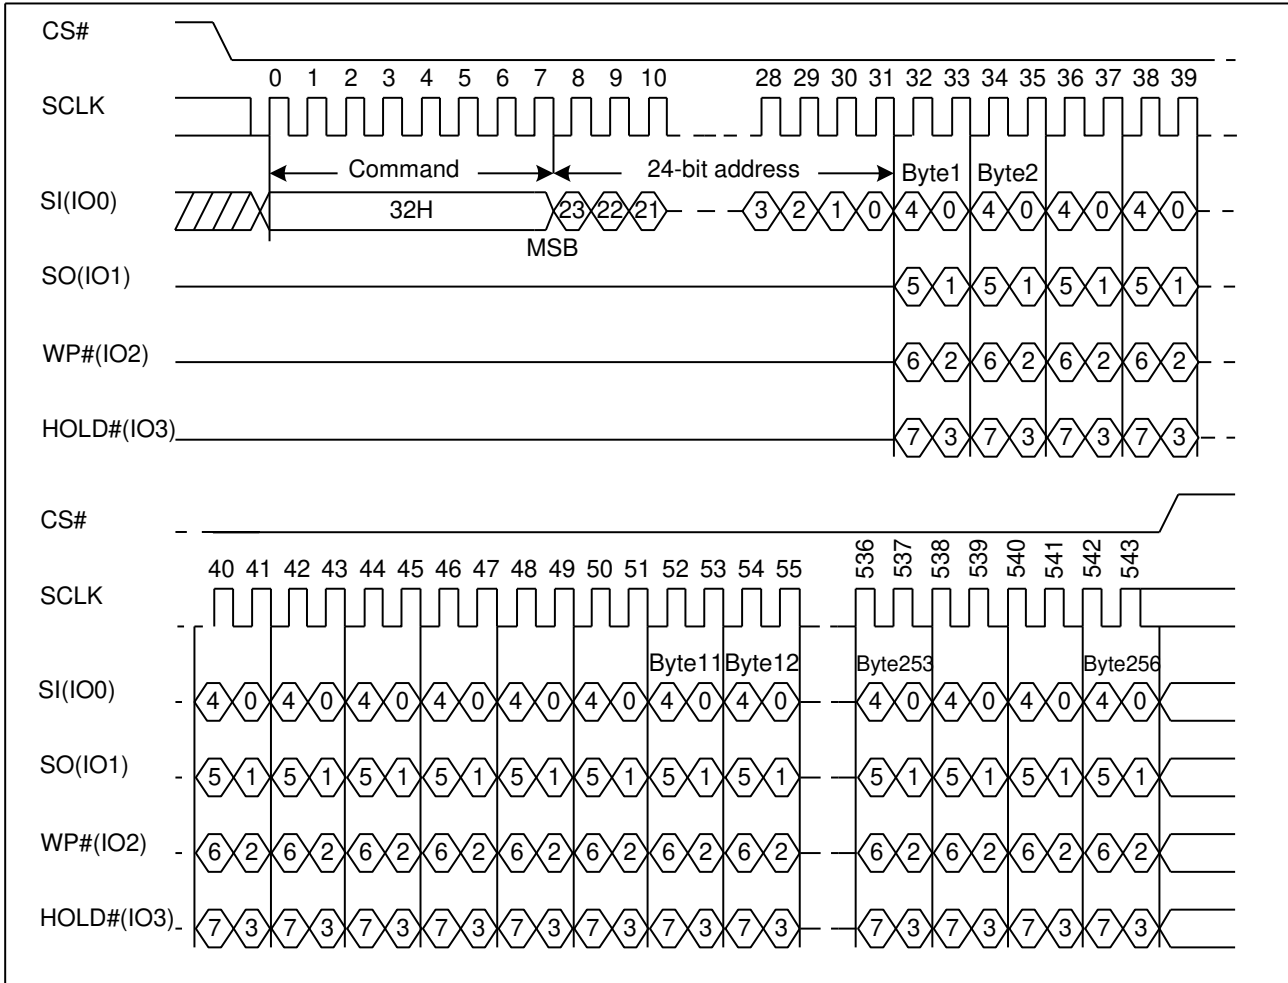 CS#
0 1 2 3 4 5 6 7 8 9 10 28 29 30 31 32 33 34 35 36 37 38 39
SCLK
Command 24-bit address Byte1 Byte2
SI(IO0) 32H 23 22 21 3 2 1 0 4 0 4 0 4 0 4 0
MSB
SO(IO1) 5 1 5 1 5 1 5 1
WP#(IO2) 6 2 6 2 6 2 6 2
HOLD#(IO3) 7 3 7 3 7 3 7 3
CS#
40 41 42 43 44 45 46 47 48 49 50 51 52 53 54 55 536 537 538 539 540 541 542 543
SCLK
Byte11 Byte12 Byte253 Byte256
SI(IO0) 4 0 4 0 4 0 4 0 4 0 4 0 4 0 4 0 4 0 4 0 4 0 4 0
SO(IO1) 5 1 5 1 5 1 5 1 5 1 5 1 5 1 5 1 5 1 5 1 5 1 5 1
WP#(IO2) 6 2 6 2 6 2 6 2 6 2 6 2 6 2 6 2 6 2 6 2 6 2 6 2
HOLD#(IO3) 7 3 7 3 7 3 7 3 7 3 7 3 7 3 7 3 7 3 7 3 7 3 7 3